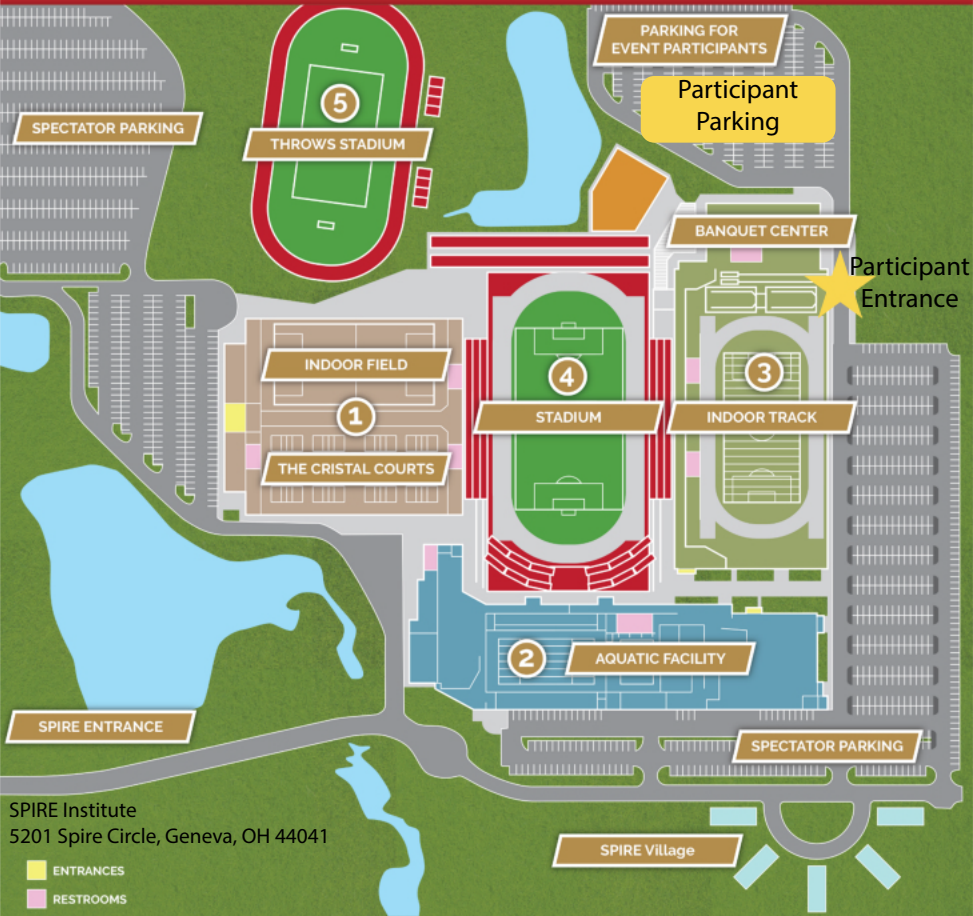 PARKING FOR
EVENT PARTICIPANTS
Participant
Parking
SPECTATOR PARKING
5
THROWS STADIUM
BANQUET CENTER
Participant
Entrance
INDOOR FIELD
1
THE CRISTAL COURTS
4
STADIUM
3
INDOOR TRACK
2
AQUATIC FACILITY
SPIRE ENTRANCE
SPECTATOR PARKING
SPIRE Institute
5201 Spire Circle, Geneva, OH 44041
SPIRE Village
ENTRANCES
RESTROOMS